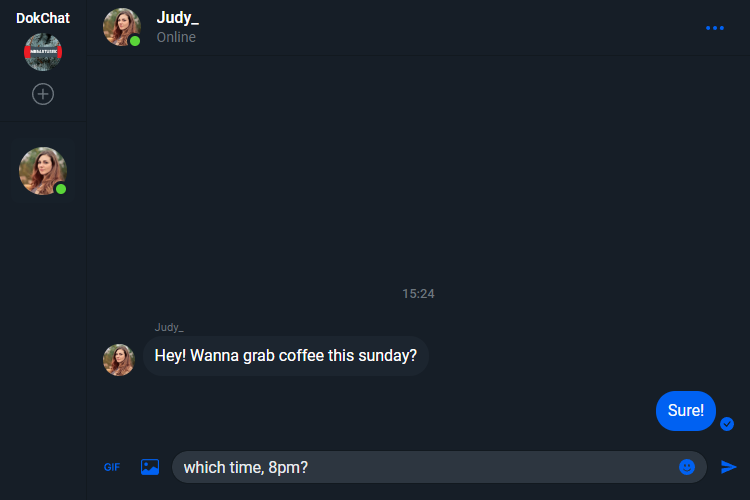 DokChat
Judy_
Online
15:24
Judy_
Hey! Wanna grab coffee this sunday?
Sure!
GIF
which time, 8pm?